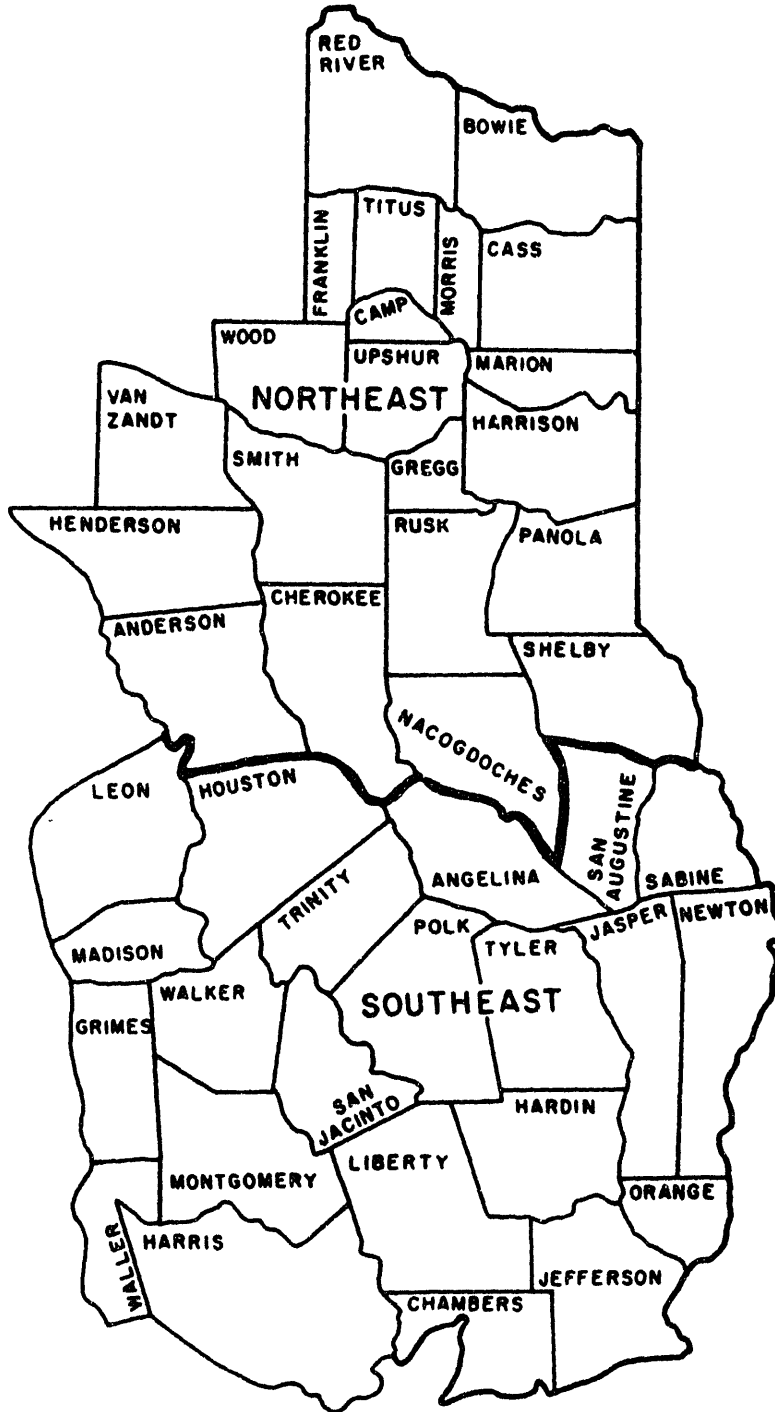 RED
RIVER
BOWIE
FRANKLIN
TITUS
MORRIS
CASS
CAMP
WOOD
UPSHUR
MARION
VAN
ZANDT
NORTHEAST
HARRISON
SMITH
GREGG
HENDERSON
RUSK
PANOLA
CHEROKEE
ANDERSON
SHELBY
NACOGDOCHES
LEON
HOUSTON
SAN
AUGUSTINE
SABINE
ANGELINA
TRINITY
MADISON
POLK
TYLER
JASPER
NEWTON
WALKER
SOUTHEAST
GRIMES
SAN
JACINTO
HARDIN
LIBERTY
MONTGOMERY
ORANGE
WALLER
HARRIS
JEFFERSON
CHAMBERS